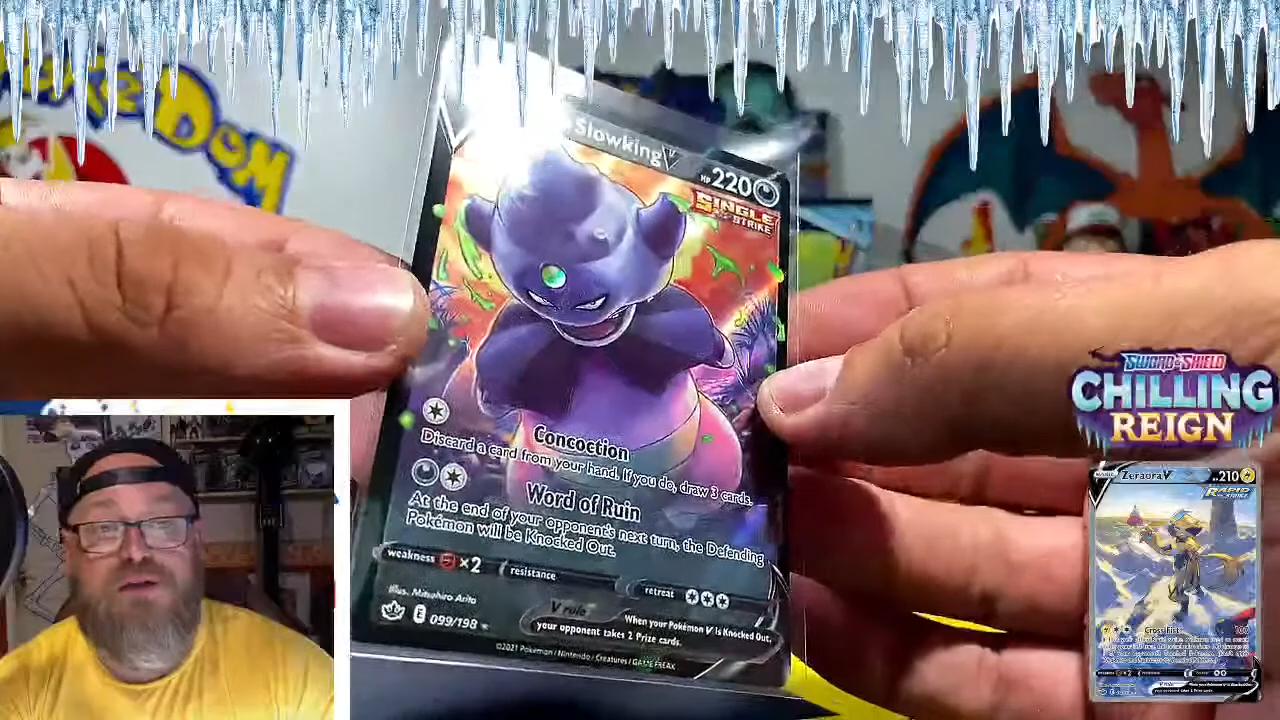 PokeDom
Slowking V
HP 220
SINGLE
STRIKE
Concoction
Discard a card from your hand. If you do, draw 3 cards.
Word of Ruin
At the end of your opponent's next turn, the Defending
Pokémon will be Knocked Out.
weakness ×2
resistance
retreat
Illus. Mitsuhiro Arita
E 099/198
V rule
When your Pokémon V is Knocked Out,
your opponent takes 2 Prize cards.
©2021 Pokémon / Nintendo / Creatures / GAME FREAK
SWORD & SHIELD
CHILLING
REIGN
Zeraora V
210
RAPID
STRIKE
Cross Fist